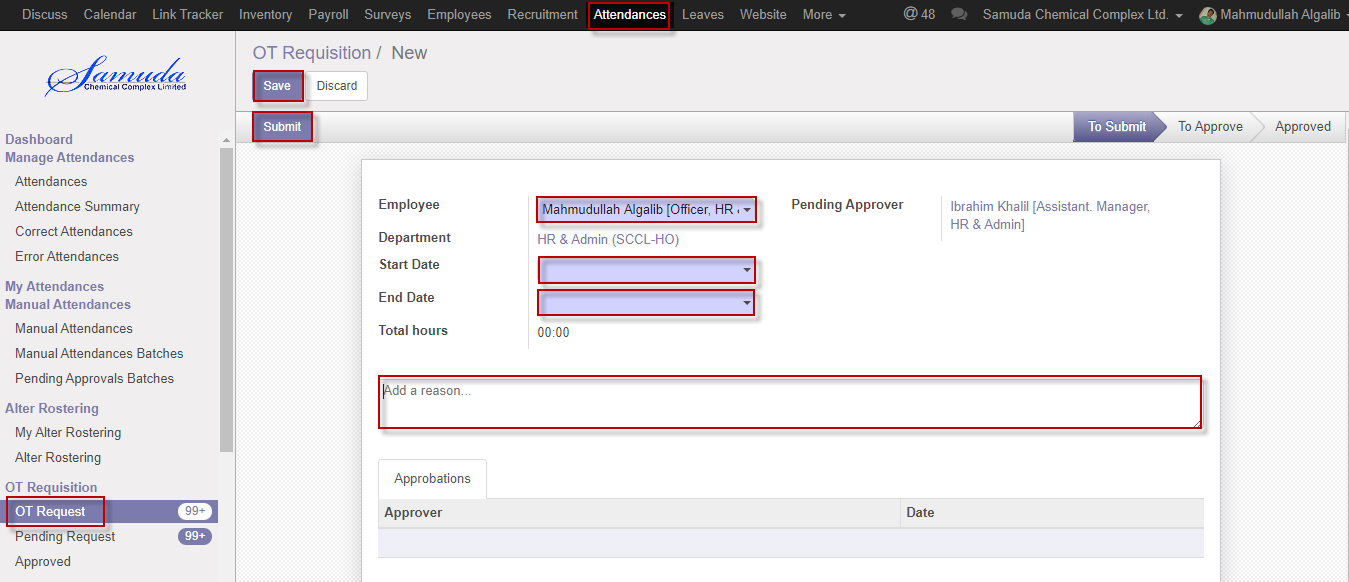 Discuss Calendar Link Tracker Inventory Payroll Surveys Employees Recruitment Attendances Leaves Website More @ 48 Samuda Chemical Complex Ltd. Mahmudullah Algalib
Samuda
Chemical Complex Limited
OT Requisition / New
Save Discard
Submit To Submit To Approve Approved
Dashboard
Manage Attendances
Attendances
Attendance Summary
Correct Attendances
Error Attendances
My Attendances
Manual Attendances
Manual Attendances
Manual Attendances Batches
Pending Approvals Batches
Alter Rostering
My Alter Rostering
Alter Rostering
OT Requisition
OT Request 99+
Pending Request 99+
Approved
Employee Mahmudullah Algalib [Officer, HR
Department HR & Admin (SCCL-HO)
Start Date
End Date
Total hours 00:00
Pending Approver Ibrahim Khalil [Assistant. Manager,
HR & Admin]
Add a reason...
Approbations
Approver Date